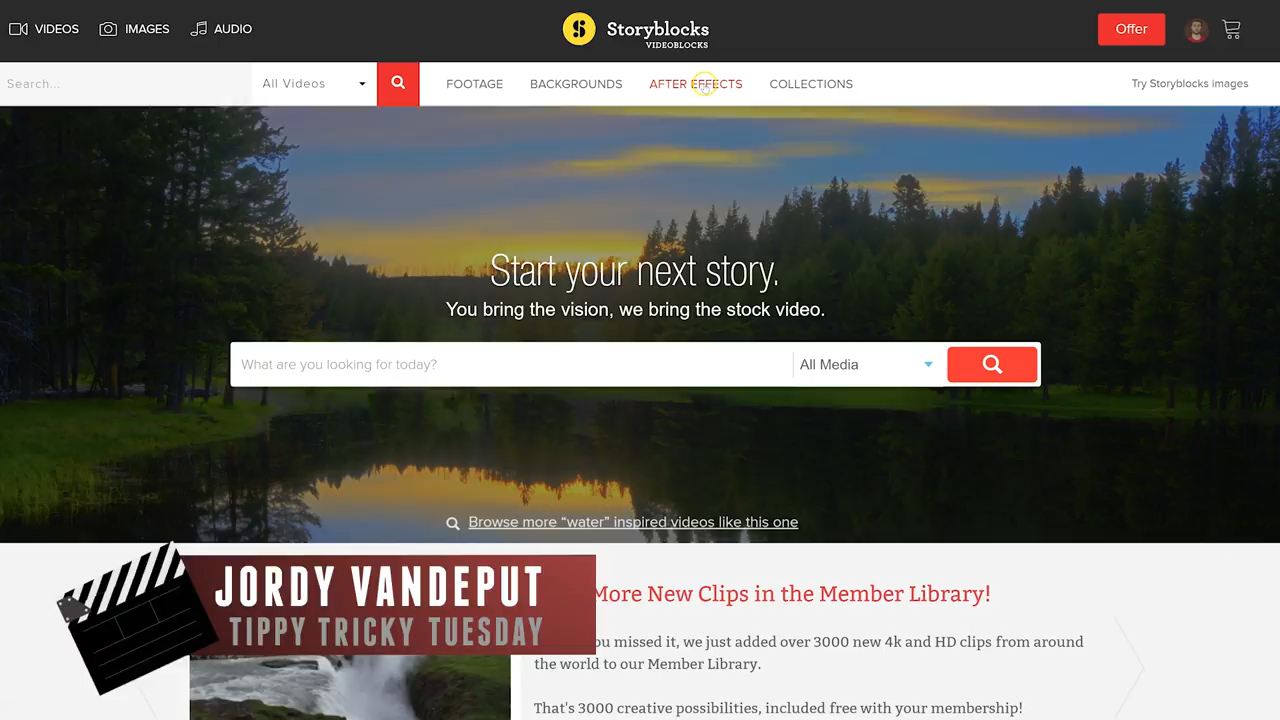 VIDEOS IMAGES AUDIO
Storyblocks
VIDEOBLOCKS
Offer
Search... All Videos FOOTAGE BACKGROUNDS AFTER EFFECTS COLLECTIONS Try Storyblocks images
Start your next story.
You bring the vision, we bring the stock video.
What are you looking for today? All Media
Browse more “water” inspired videos like this one
JORDY VANDEPUT
TIPPY TRICKY TUESDAY
More New Clips in the Member Library!
you missed it, we just added over 3000 new 4k and HD clips from around
the world to our Member Library.
That's 3000 creative possibilities, included free with your membership!